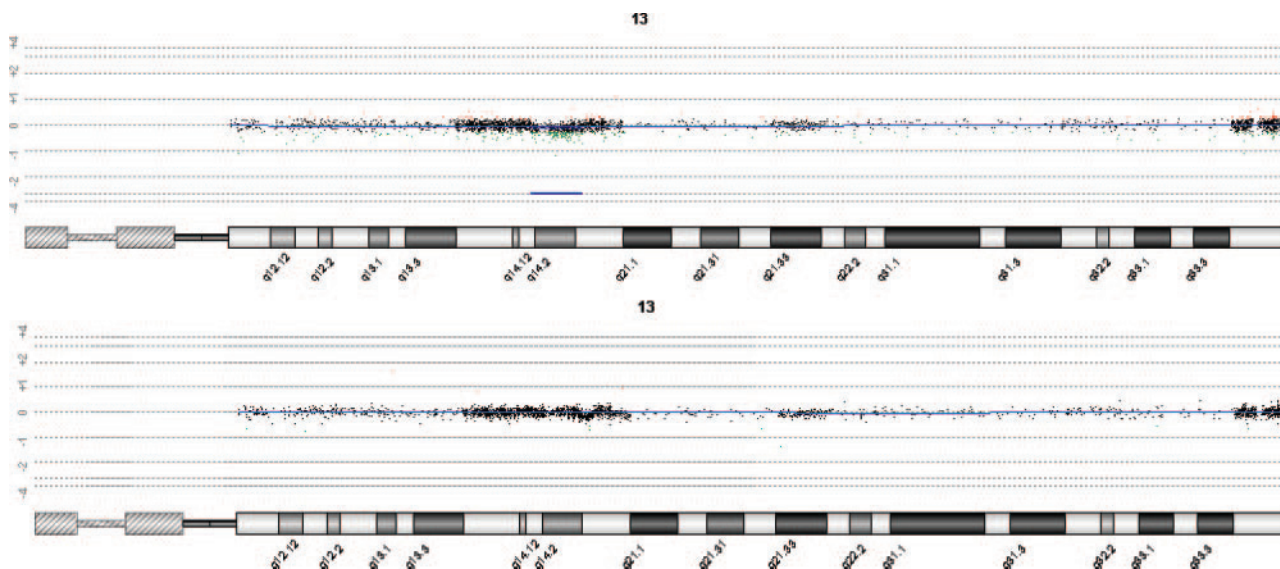 13
+4
+2
+1
0
-1
-2
-4
q12.12
q12.2
q13.1
q13.3
q14.12
q14.2
q21.1
q21.31
q21.33
q22.2
q31.1
q31.3
q32.2
q33.1
q33.3
13
+4
+2
+1
0
-1
-2
-4
q12.12
q12.2
q13.1
q13.3
q14.12
q14.2
q21.1
q21.31
q21.33
q22.2
q31.1
q31.3
q32.2
q33.1
q33.3